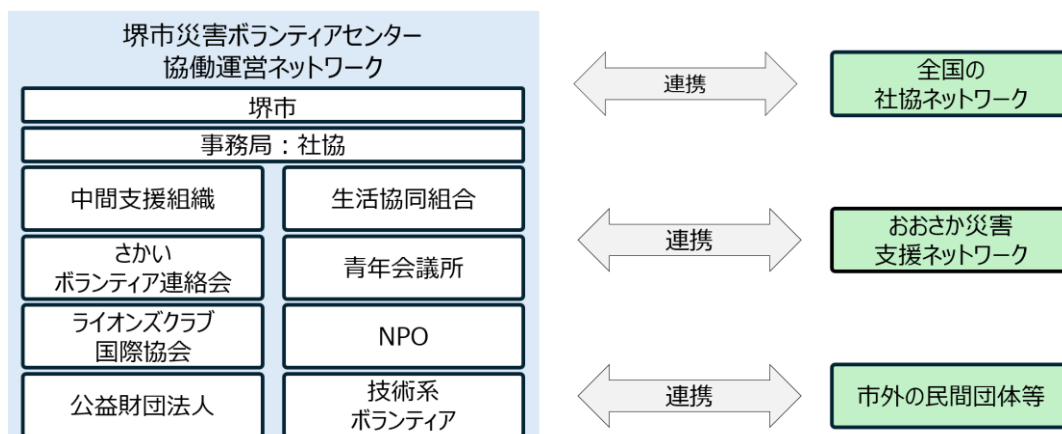 堺市災害ボランティアセンター
協働運営ネットワーク
堺市
事務局：社協
中間支援組織
生活協同組合
さかい
ボランティア連絡会
青年会議所
ライオンズクラブ
国際協会
NPO
公益財団法人
技術系
ボランティア
連携
全国の
社協ネットワーク
連携
おおさか災害
支援ネットワーク
連携
市外の民間団体等